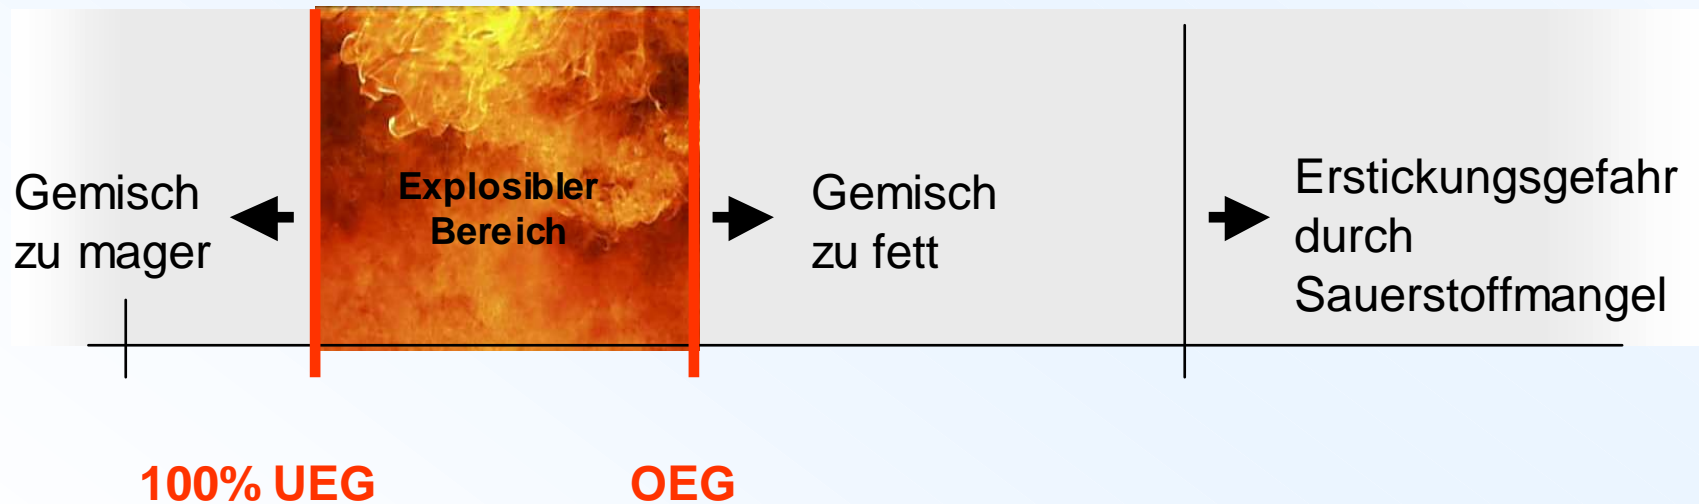 Gemisch
zu mager
Explosibler
Bereich
Gemisch
zu fett
Erstickungsgefahr
durch
Sauerstoffmangel
100% UEG
OEG